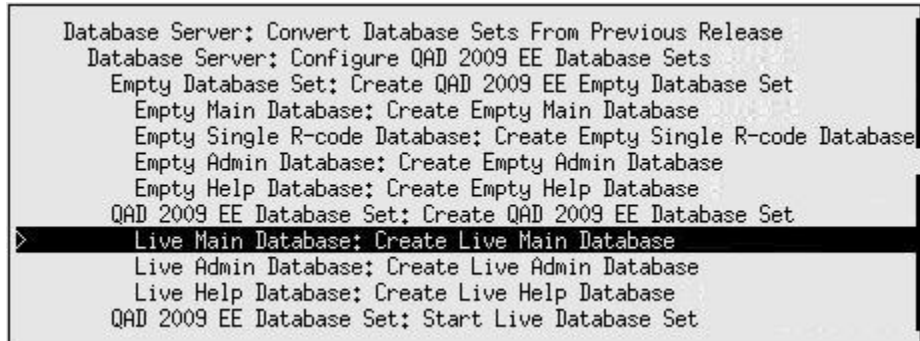 Database Server: Convert Database Sets From Previous Release
Database Server: Configure QAD 2009 EE Database Sets
Empty Database Set: Create QAD 2009 EE Empty Database Set
Empty Main Database: Create Empty Main Database
Empty Single R-code Database: Create Empty Single R-code Database
Empty Admin Database: Create Empty Admin Database
Empty Help Database: Create Empty Help Database
QAD 2009 EE Database Set: Create QAD 2009 EE Database Set
> Live Main Database: Create Live Main Database
Live Admin Database: Create Live Admin Database
Live Help Database: Create Live Help Database
QAD 2009 EE Database Set: Start Live Database Set